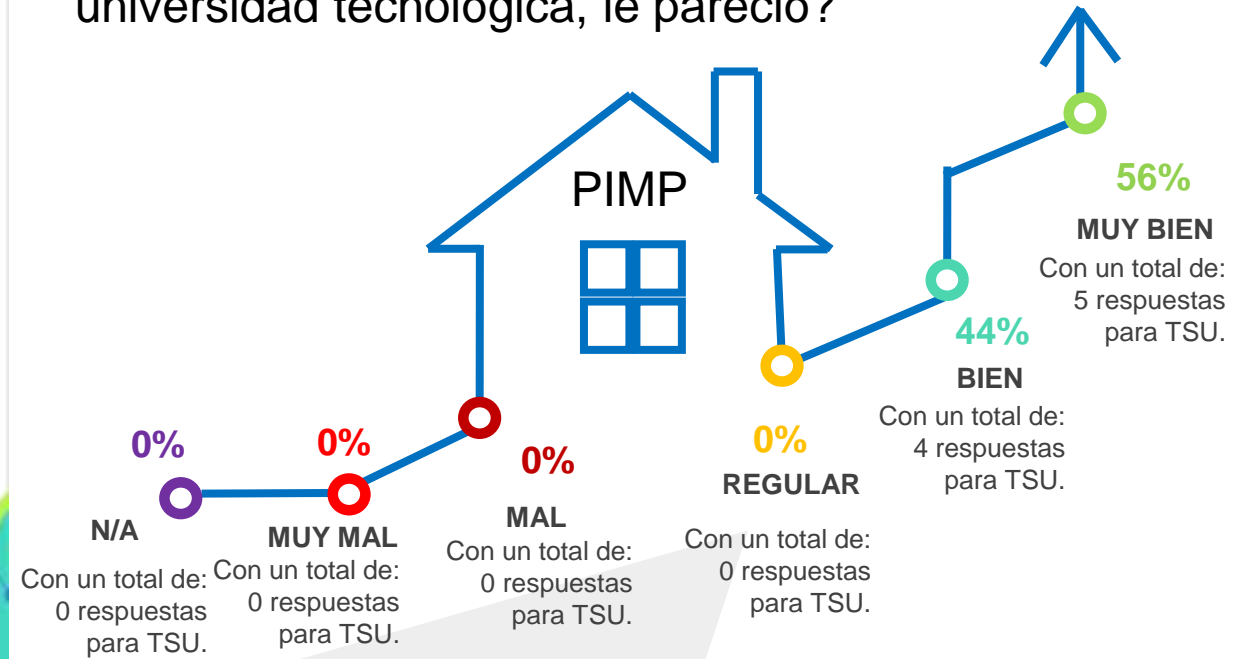 universidad tecnológica, le pareció?
PIMP
56%
MUY BIEN
Con un total de:
5 respuestas
para TSU.
44%
BIEN
Con un total de:
4 respuestas
para TSU.
0%
REGULAR
Con un total de:
0 respuestas
para TSU.
0%
MAL
Con un total de:
0 respuestas
para TSU.
0%
MUY MAL
Con un total de:
0 respuestas
para TSU.
0%
N/A
Con un total de:
0 respuestas
para TSU.